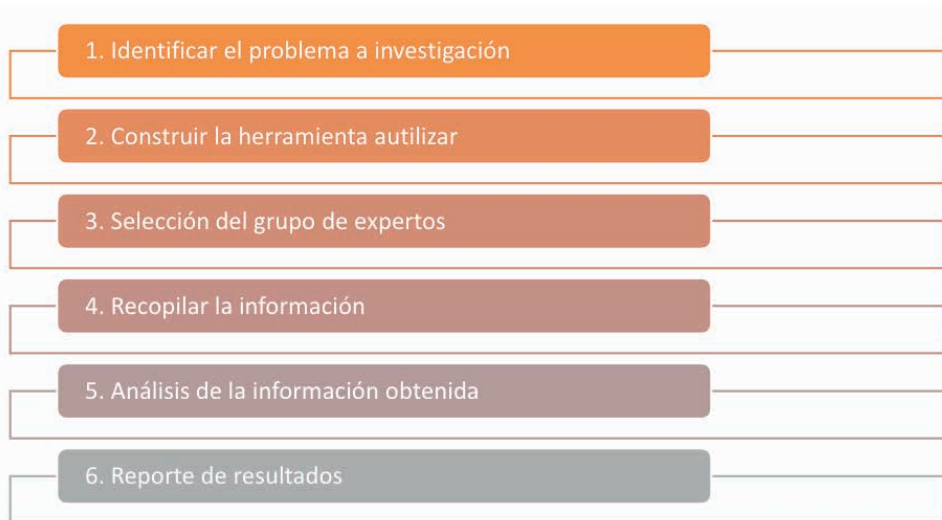 1. Identificar el problema a investigación
2. Construir la herramienta autilizar
3. Selección del grupo de expertos
4. Recopilar la información
5. Análisis de la información obtenida
6. Reporte de resultados